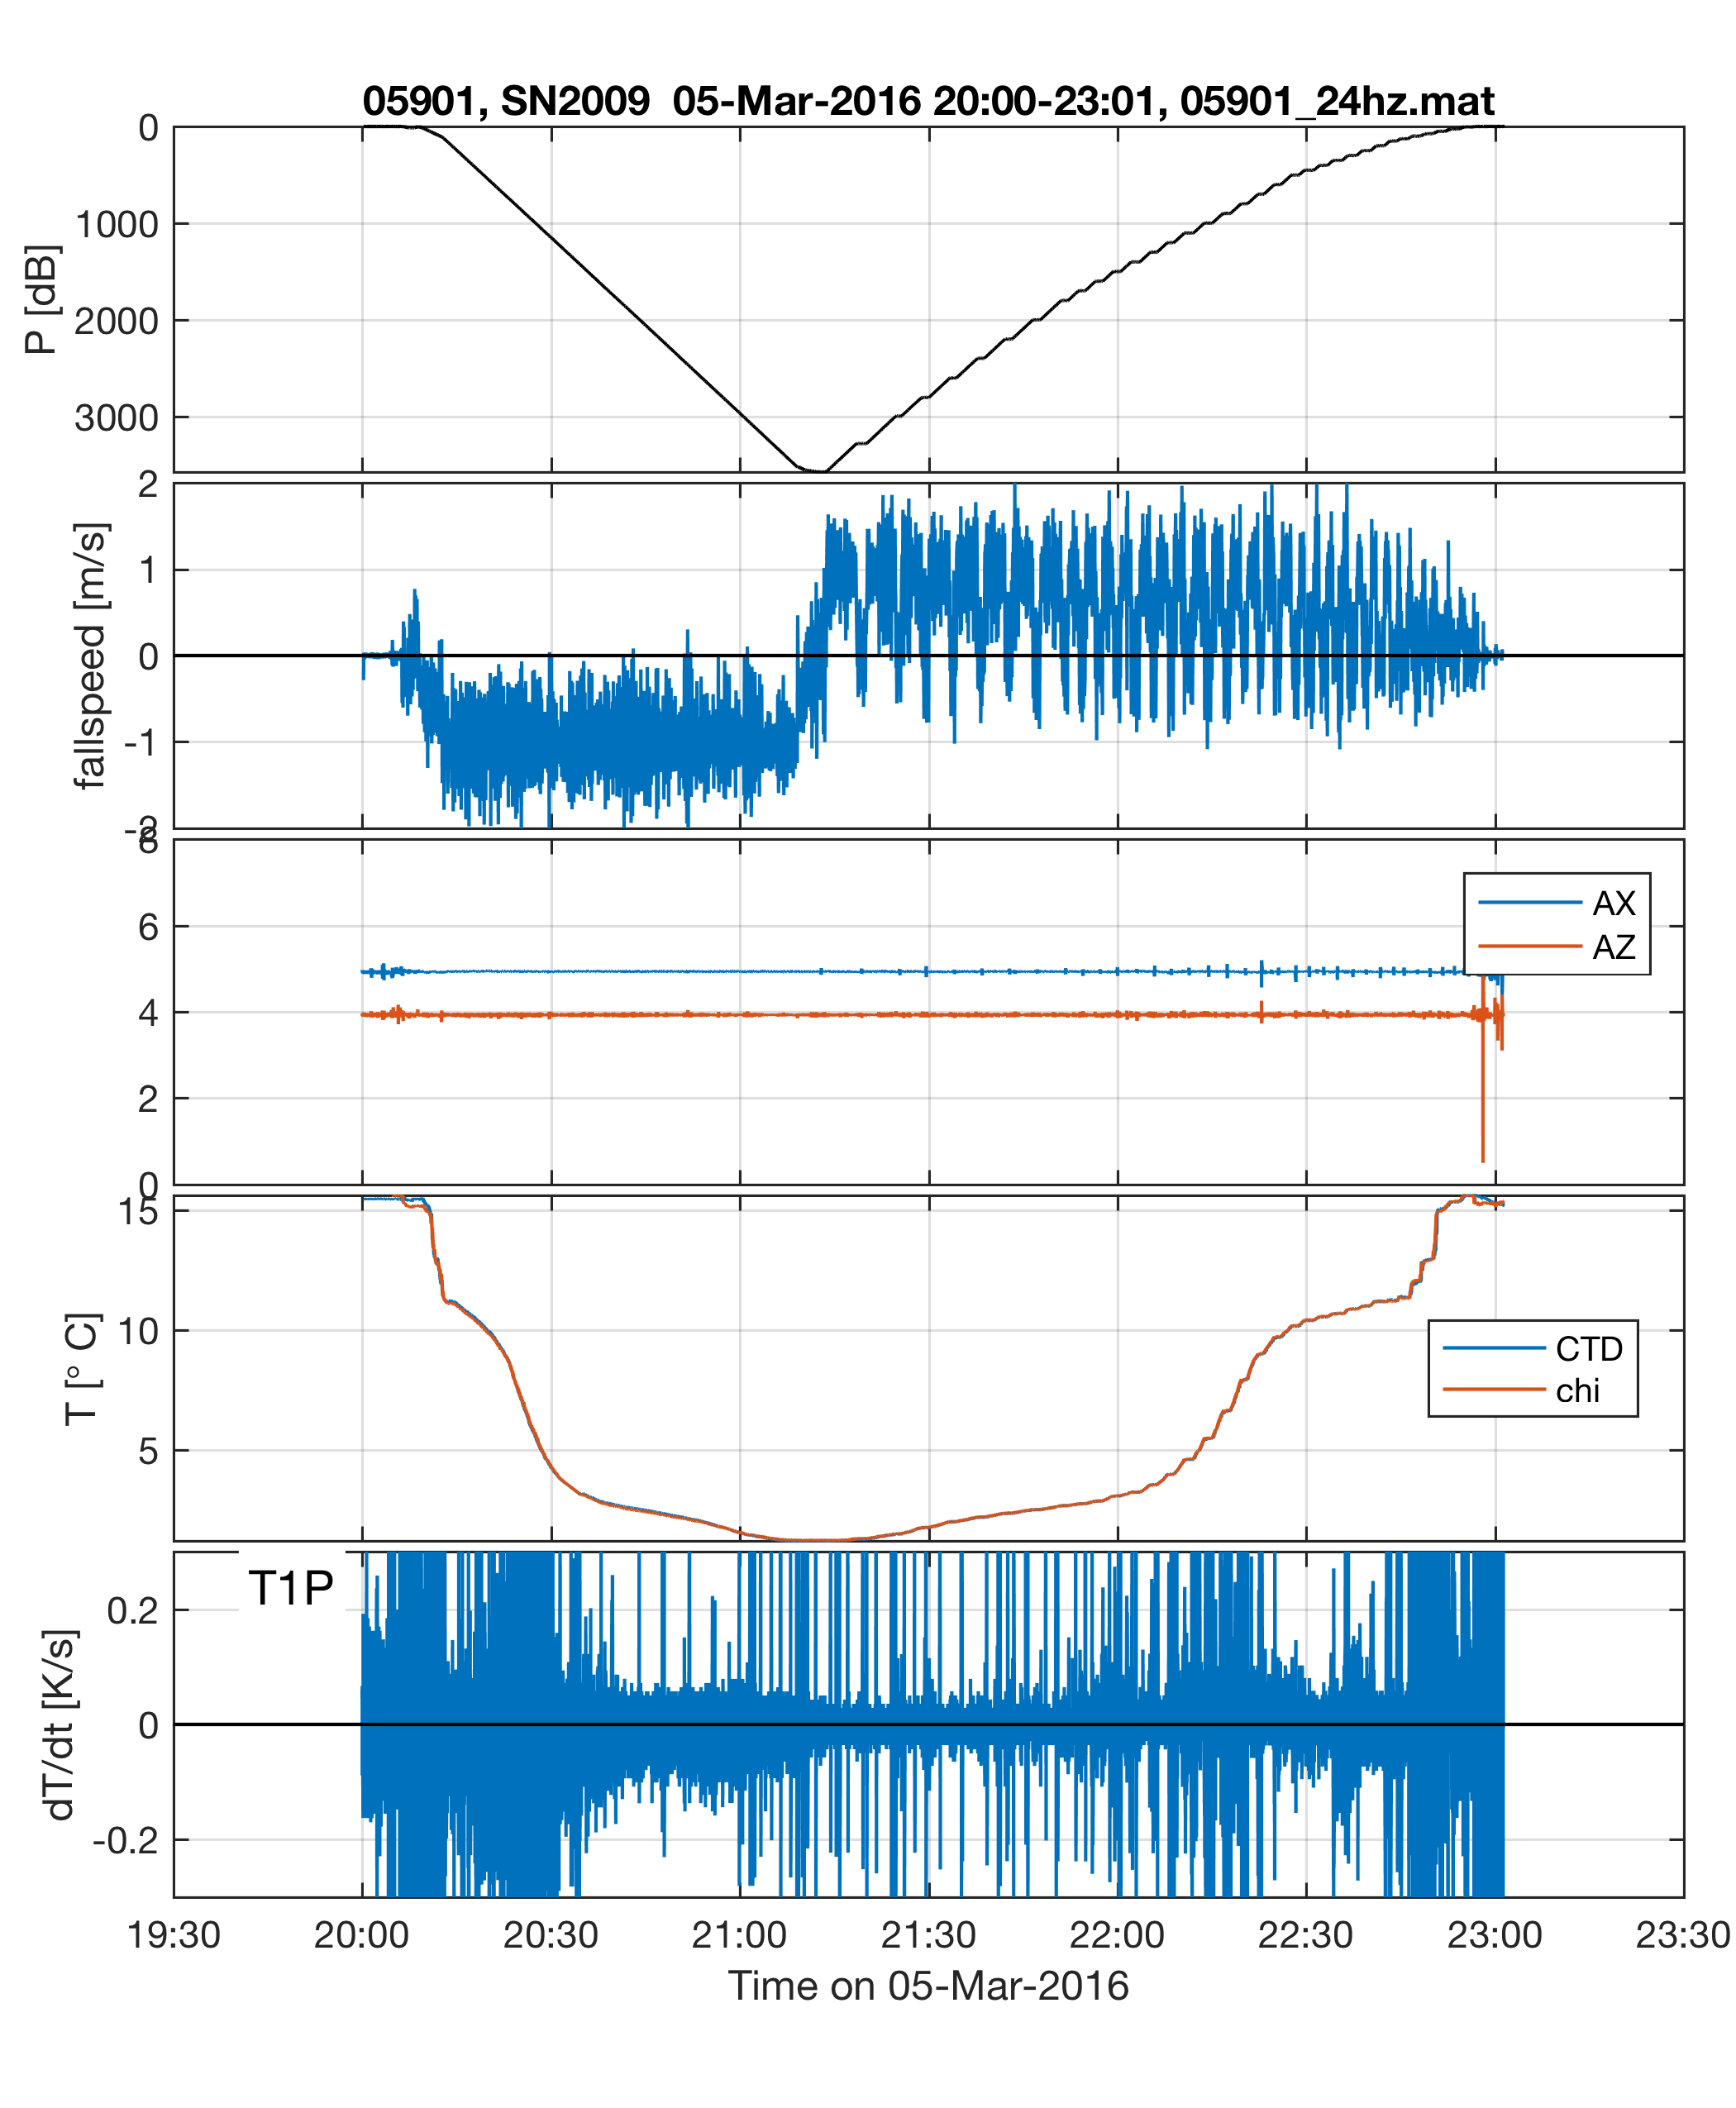 05901, SN2009  05-Mar-2016 20:00-23:01, 05901_24hz.mat
0
1000
2000
3000
P [dB]
2
1
0
-1
-2
fallspeed [m/s]
8
6
4
2
0
AX
AZ
15
10
5
T [° C]
CTD
chi
T1P
0.2
0
-0.2
dT/dt [K/s]
19:30 20:00 20:30 21:00 21:30 22:00 22:30 23:00 23:30
Time on 05-Mar-2016